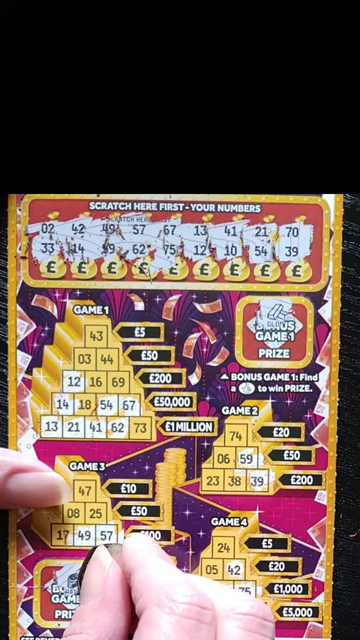 SCRATCH HERE FIRST - YOUR NUMBERS
SCRATCH HERE
02 42 49 57 67 13 41 21 70
33 14 62 75 12 10 54 39
£ £ £ £ £ £ £ £ £
GAME 1
43 £5
03 44 £50
12 16 69 £200
14 18 54 67 £50,000
13 21 41 62 73 £1 MILLION
GAME 1
PRIZE
BONUS GAME 1: Find
a to win PRIZE.
GAME 2
74 £20
06 59 £50
23 38 39 £200
GAME 3
47 £10
08 25 £50
17 49 57 £100
GAME 4
24 £5
05 42 £20
75 £1,000
£5,000